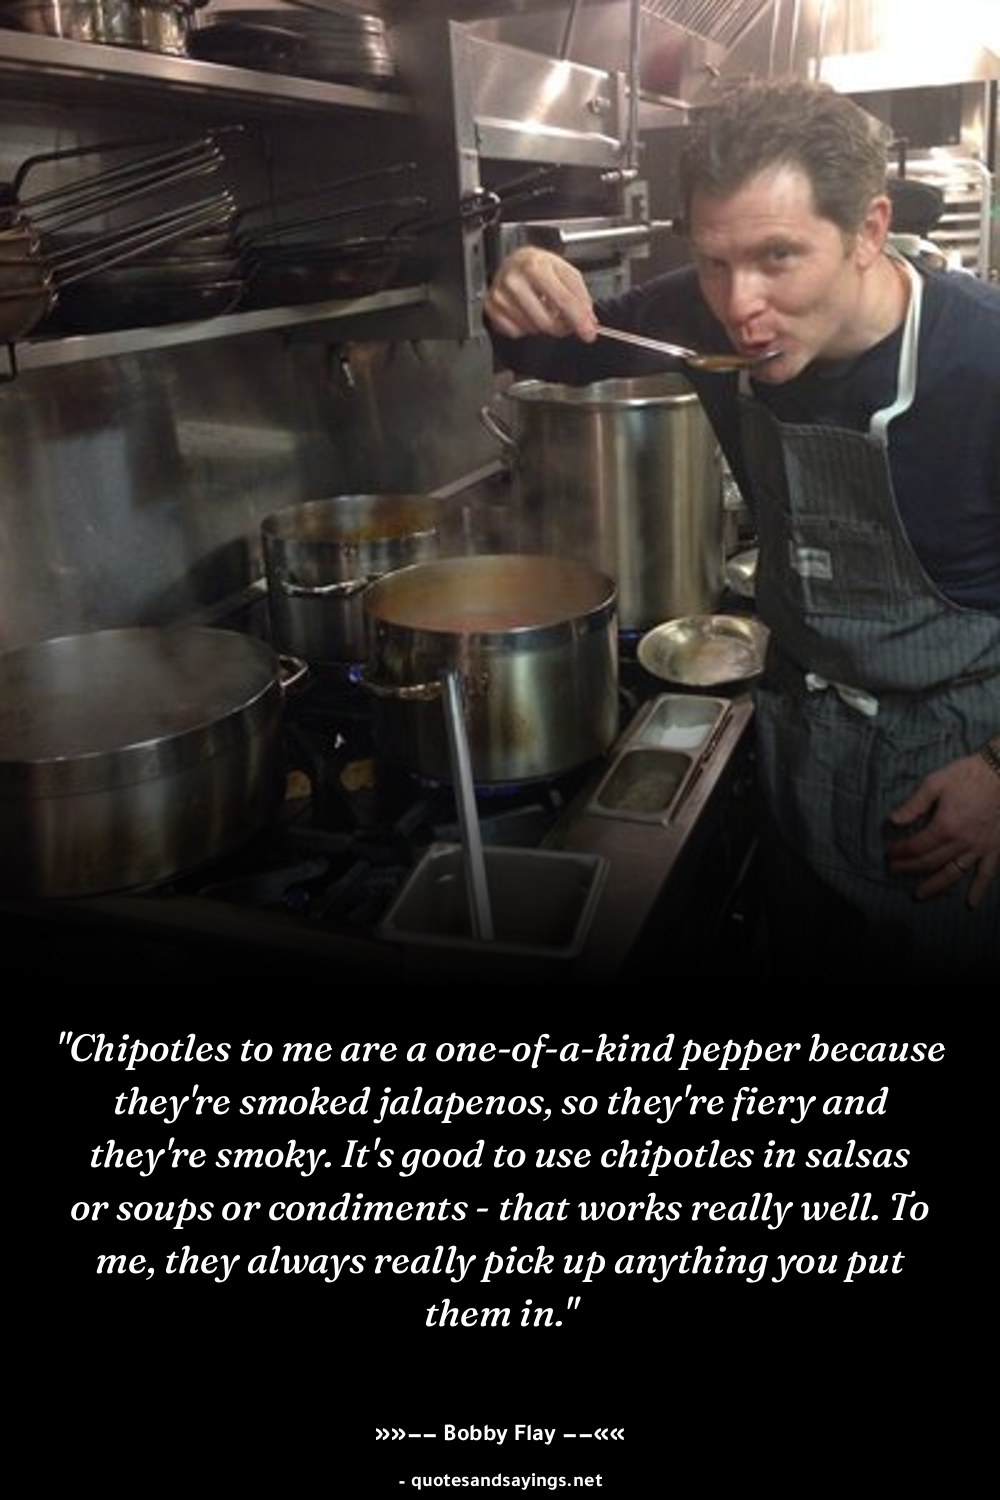 "Chipotles to me are a one-of-a-kind pepper because
they're smoked jalapenos, so they're fiery and
they're smoky. It's good to use chipotles in salsas
or soups or condiments - that works really well. To
me, they always really pick up anything you put
them in."
»»-- Bobby Flay --««
- quotesandsayings.net